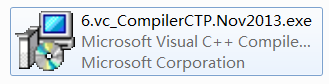 6.vc_CompilerCTP.Nov2013.exe
Microsoft Visual C++ Compile...
Microsoft Corporation